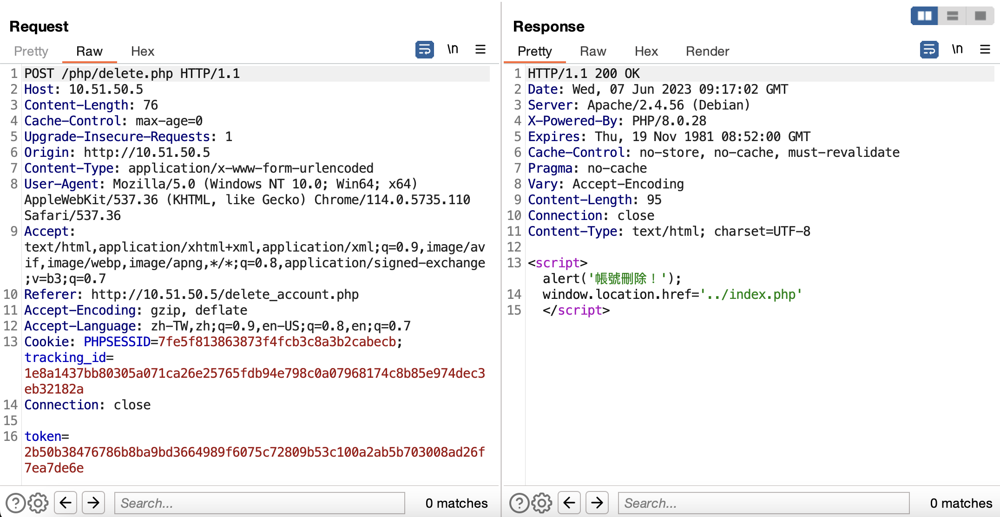 Request
Pretty Raw Hex \n
1 POST /php/delete.php HTTP/1.1
2 Host: 10.51.50.5
3 Content-Length: 76
4 Cache-Control: max-age=0
5 Upgrade-Insecure-Requests: 1
6 Origin: http://10.51.50.5
7 Content-Type: application/x-www-form-urlencoded
8 User-Agent: Mozilla/5.0 (Windows NT 10.0; Win64; x64)
AppleWebKit/537.36 (KHTML, like Gecko) Chrome/114.0.5735.110
Safari/537.36
9 Accept:
text/html,application/xhtml+xml,application/xml;q=0.9,image/av
if,image/webp,image/apng,*/*;q=0.8,application/signed-exchange
;v=b3;q=0.7
10 Referer: http://10.51.50.5/delete_account.php
11 Accept-Encoding: gzip, deflate
12 Accept-Language: zh-TW,zh;q=0.9,en-US;q=0.8,en;q=0.7
13 Cookie: PHPSESSID=7fe5f813863873f4fcb3c8a3b2cabecb;
tracking_id=
1e8a1437bb80305a071ca26e25765fdb94e798c0a07968174c8b85e974dec3
eb32182a
14 Connection: close
15
16 token=
2b50b38476786b8ba9bd3664989f6075c72809b53c100a2ab5b703008ad26f
7ea7de6e
Search...
0 matches
Response
Pretty Raw Hex Render \n
1 HTTP/1.1 200 OK
2 Date: Wed, 07 Jun 2023 09:17:02 GMT
3 Server: Apache/2.4.56 (Debian)
4 X-Powered-By: PHP/8.0.28
5 Expires: Thu, 19 Nov 1981 08:52:00 GMT
6 Cache-Control: no-store, no-cache, must-revalidate
7 Pragma: no-cache
8 Vary: Accept-Encoding
9 Content-Length: 95
10 Connection: close
11 Content-Type: text/html; charset=UTF-8
12
13 <script>
alert('帳號刪除！');
14 window.location.href='../index.php'
15 </script>
Search...
0 matches